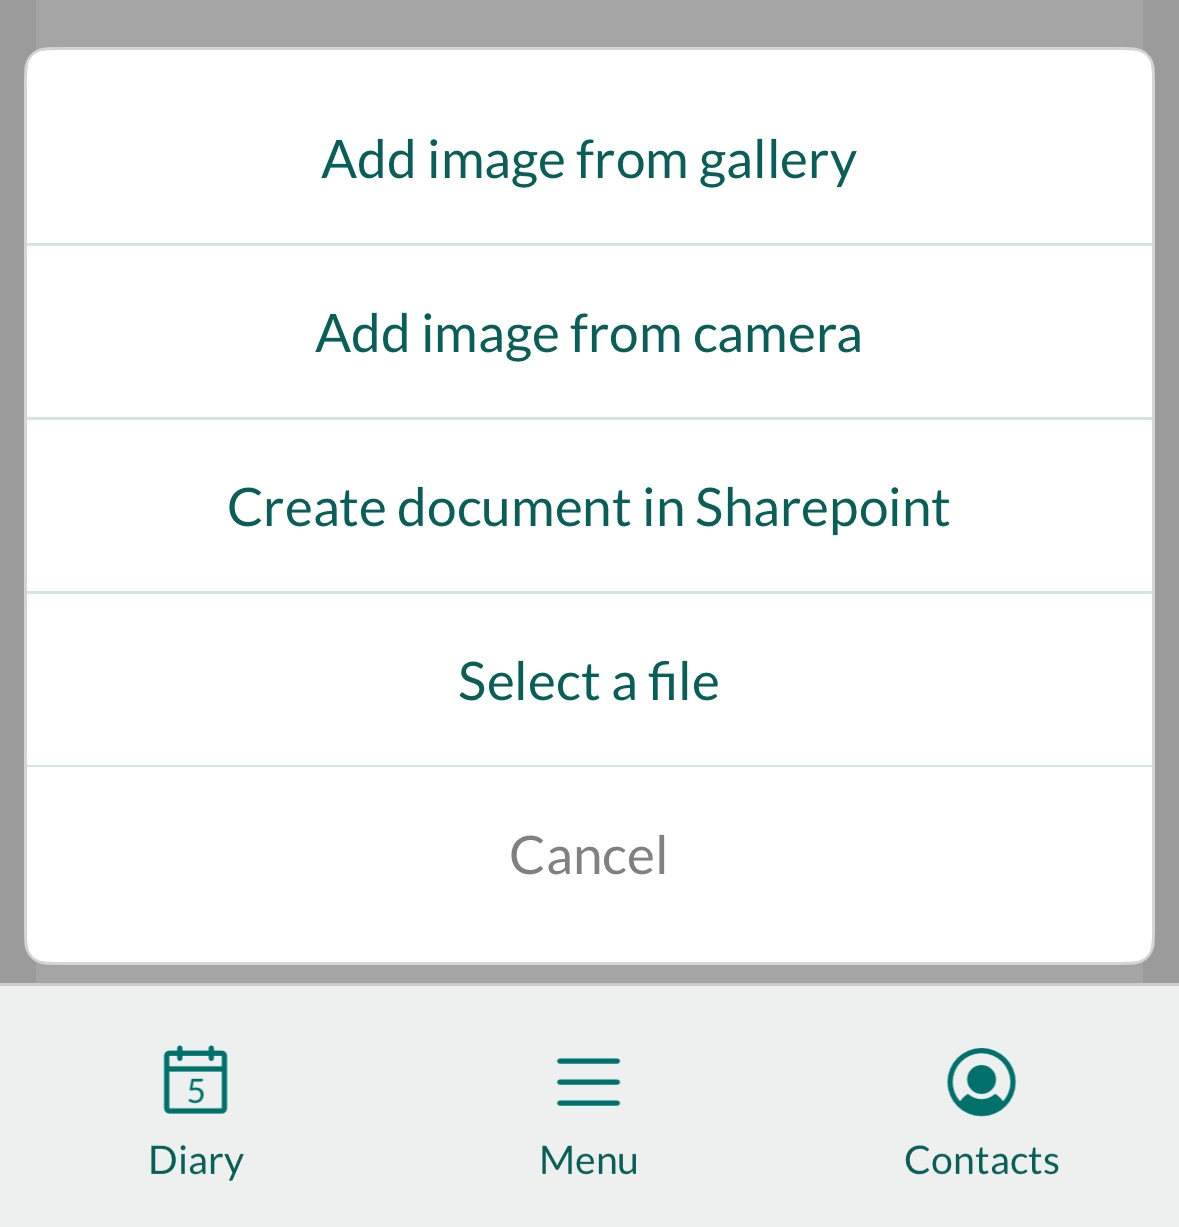 Add image from gallery
Add image from camera
Create document in Sharepoint
Select a file
Cancel
5
Diary
Menu
Contacts